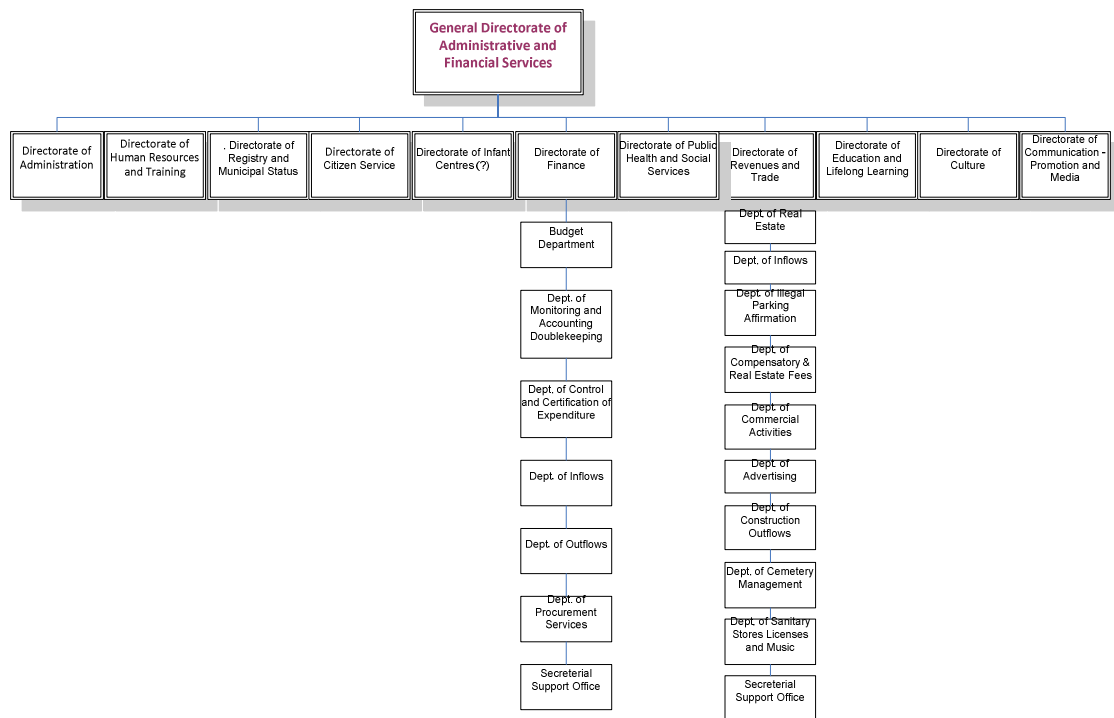 General Directorate of
Administrative and
Financial Services
Directorate of
Administration
Directorate of
Human Resources
and Training
. Directorate of
Registry and
Municipal Status
Directorate of
Citizen Service
Directorate of Infant
Centres (?)
Directorate of
Finance
Directorate of Public
Health and Social
Services
Directorate of
Revenues and
Trade
Directorate of
Education and
Lifelong Learning
Directorate of
Culture
Directorate of
Communication -
Promotion and
Media
Budget
Department
Dept. of
Monitoring and
Accounting
Doublekeeping
Dept. of Control
and Certification of
Expenditure
Dept. of Inflows
Dept. of Outflows
Dept. of
Procurement
Services
Secreterial
Support Office
Dept. of Real
Estate
Dept. of Inflows
Dept. of Illegal
Parking
Affirmation
Dept. of
Compensatory &
Real Estate Fees
Dept. of
Commercial
Activities
Dept. of
Advertising
Dept. of
Construction
Outflows
Dept. of Cemetery
Management
Dept. of Sanitary
Stores Licenses
and Music
Secreterial
Support Office